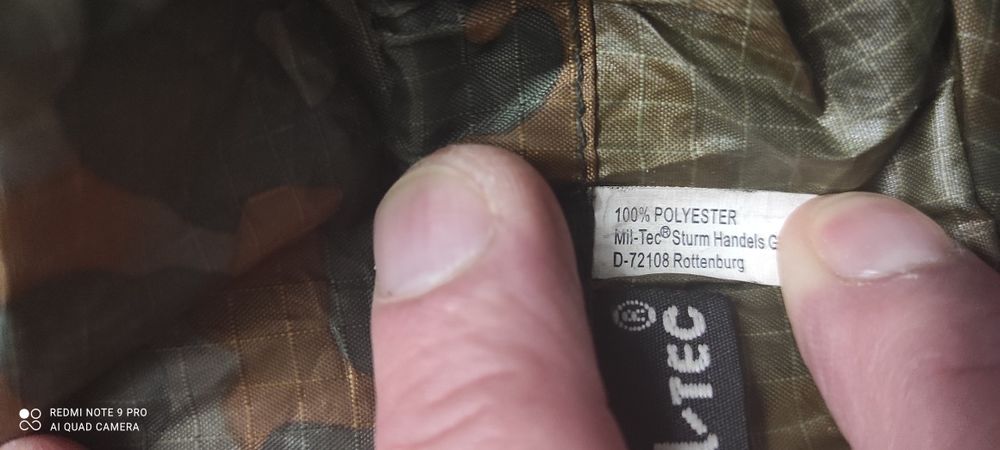 100% POLYESTER
Mil-Tec® Sturm Handels G
D-72108 Rottenburg
®
-TEC
REDMI NOTE 9 PRO
AI QUAD CAMERA